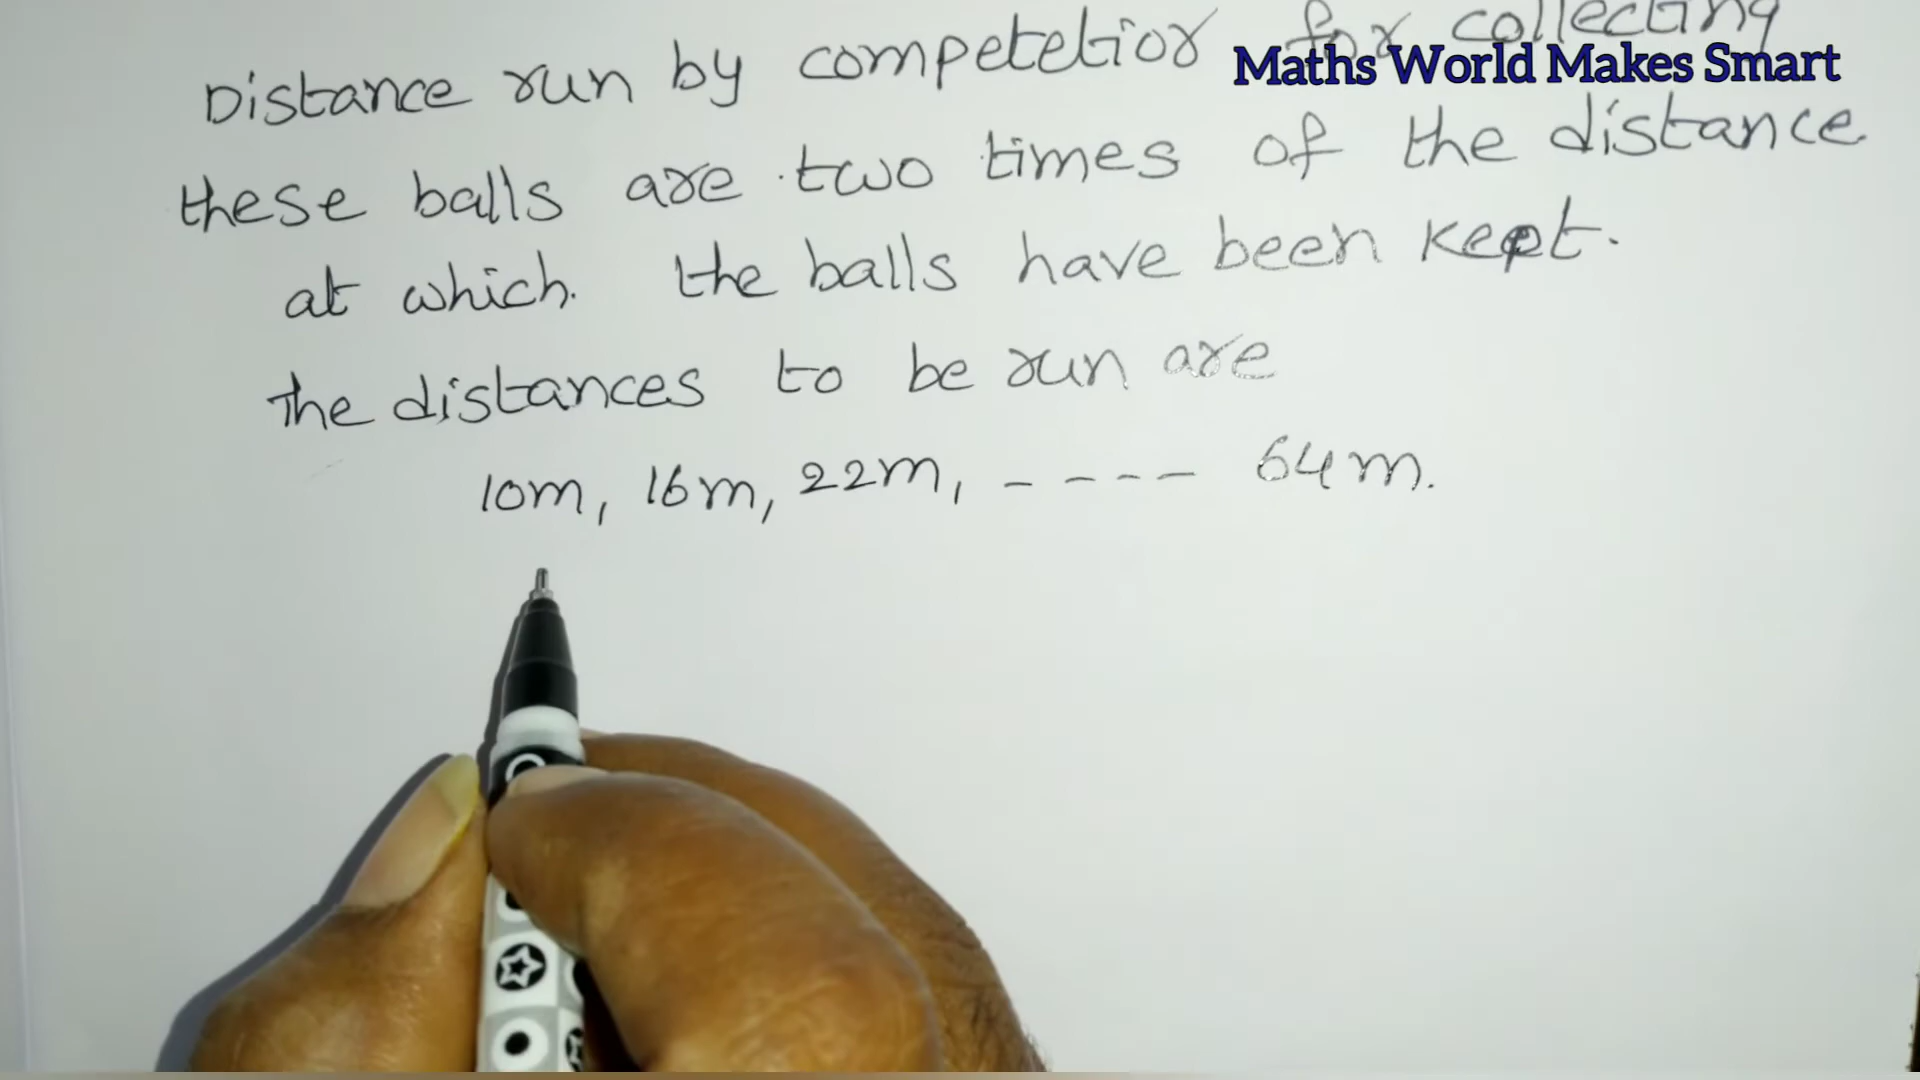 Distance run by competetior for collecting
Maths World Makes Smart
these balls are two times of the distance
at which. the balls have been kept.
The distances to be run are
10m, 16m, 22m, ---- 64m.